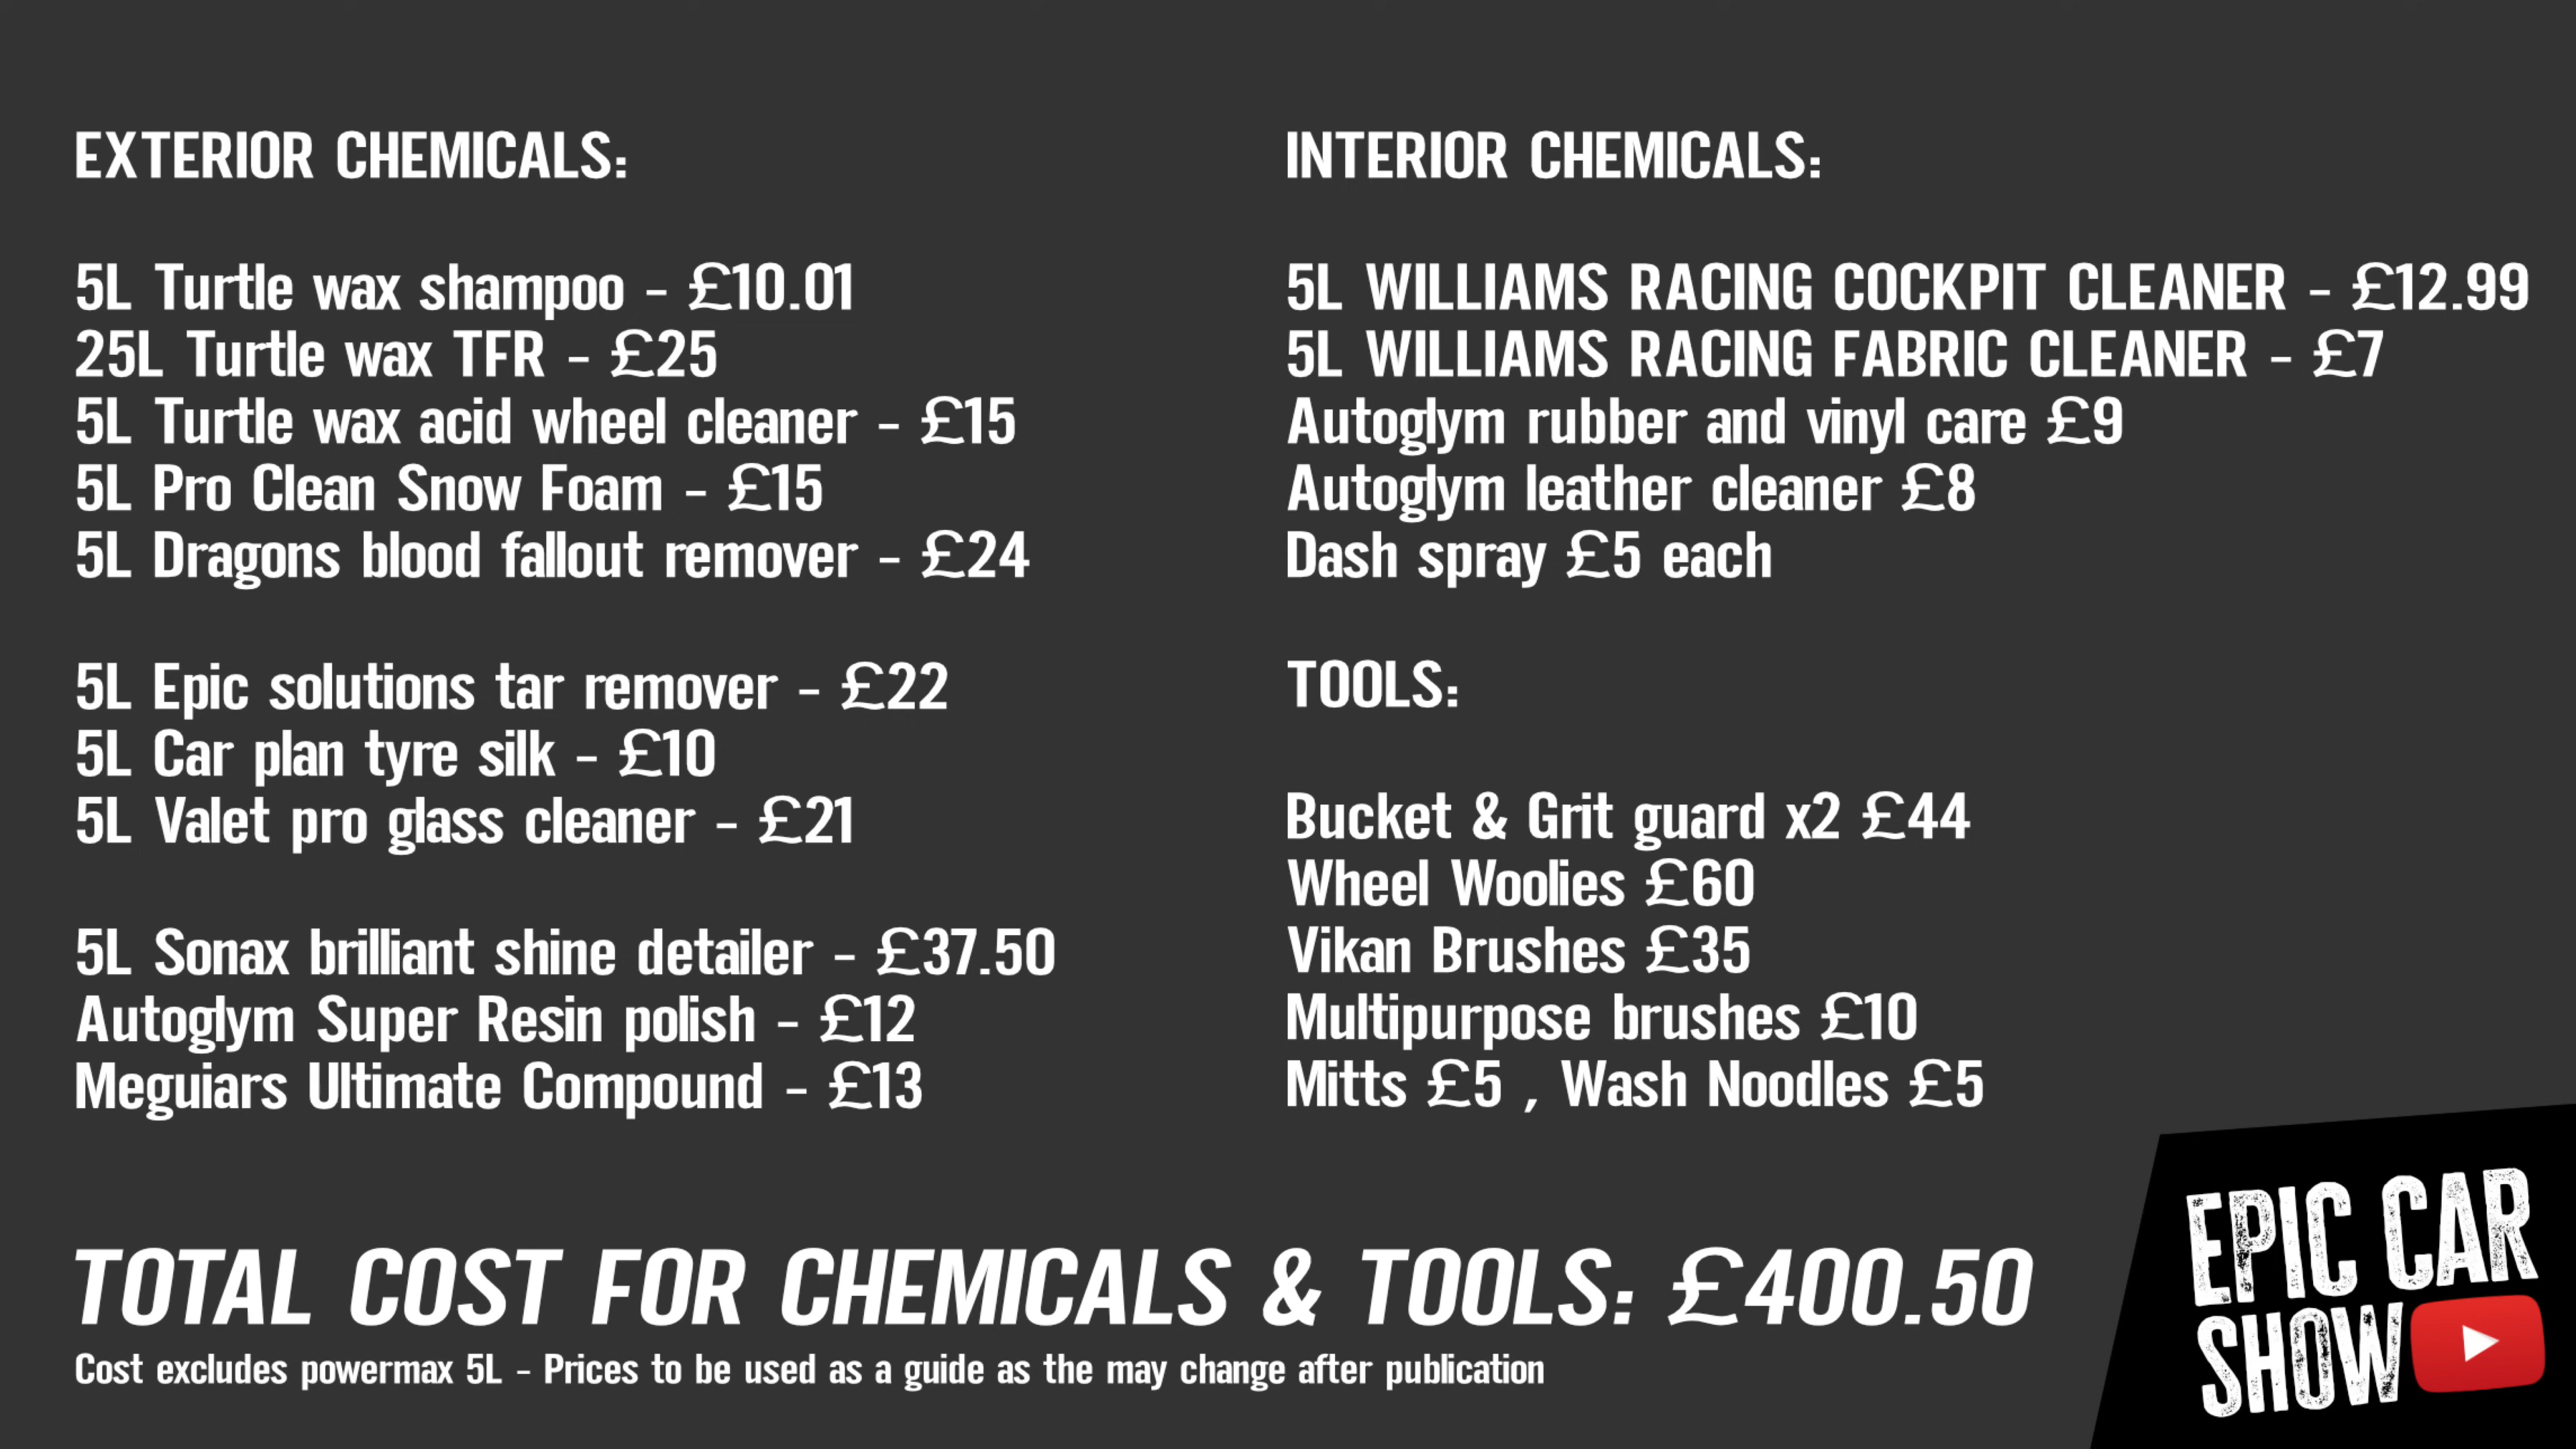 EXTERIOR CHEMICALS:
5L Turtle wax shampoo - £10.01
25L Turtle wax TFR - £25
5L Turtle wax acid wheel cleaner - £15
5L Pro Clean Snow Foam - £15
5L Dragons blood fallout remover - £24
5L Epic solutions tar remover - £22
5L Car plan tyre silk - £10
5L Valet pro glass cleaner - £21
5L Sonax brilliant shine detailer - £37.50
Autoglym Super Resin polish - £12
Meguiars Ultimate Compound - £13
INTERIOR CHEMICALS:
5L WILLIAMS RACING COCKPIT CLEANER - £12.99
5L WILLIAMS RACING FABRIC CLEANER - £7
Autoglym rubber and vinyl care £9
Autoglym leather cleaner £8
Dash spray £5 each
TOOLS:
Bucket & Grit guard x2 £44
Wheel Woolies £60
Vikan Brushes £35
Multipurpose brushes £10
Mitts £5 , Wash Noodles £5
TOTAL COST FOR CHEMICALS & TOOLS: £400.50
Cost excludes powermax 5L - Prices to be used as a guide as the may change after publication
EPIC CAR
SHOW